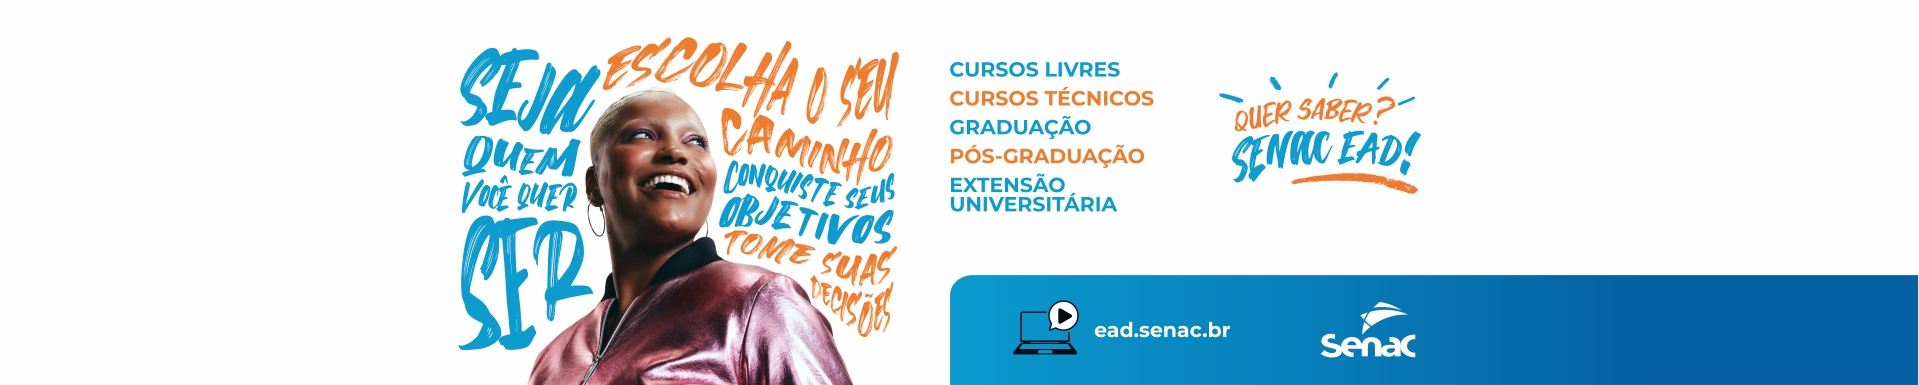 SEJA
QUEM
VOCÊ QUER
SER
ESCOLHA O SEU
CAMINHO
CONQUISTE SEUS
OBJETIVOS
TOME SUAS
DECISÕES
CURSOS LIVRES
CURSOS TÉCNICOS
GRADUAÇÃO
PÓS-GRADUAÇÃO
EXTENSÃO
UNIVERSITÁRIA
QUER SABER?
SENAC EAD!
ead.senac.br
Senac